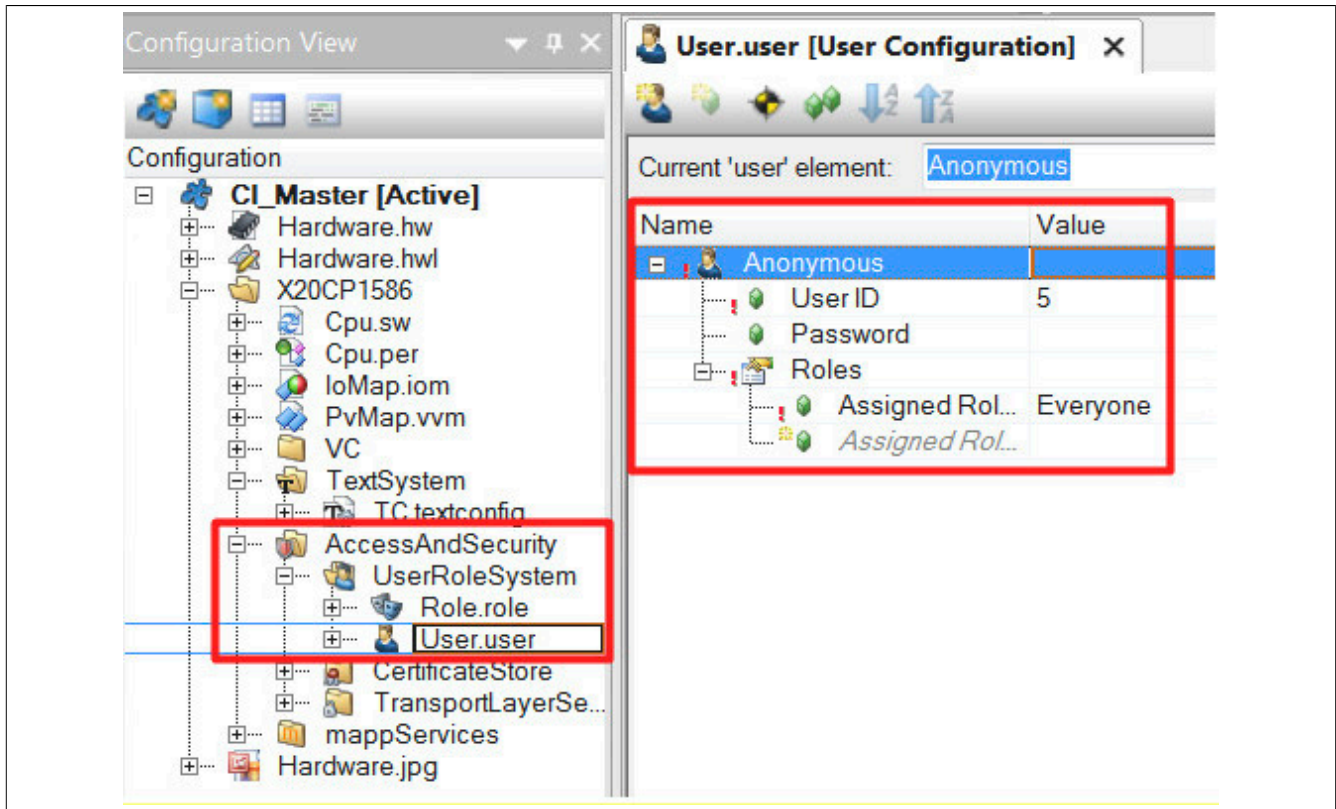 Configuration View
Configuration
CI_Master [Active]
Hardware.hw
Hardware.hwl
X20CP1586
Cpu.sw
Cpu.per
IoMap.iom
PvMap.vvm
VC
TextSystem
TC.textconfig
AccessAndSecurity
UserRoleSystem
Role.role
User.user
CertificateStore
TransportLayerSe...
mappServices
Hardware.jpg
User.user [User Configuration]
Current 'user' element: Anonymous
Name Value
Anonymous
User ID 5
Password
Roles
Assigned Rol... Everyone
Assigned Rol...